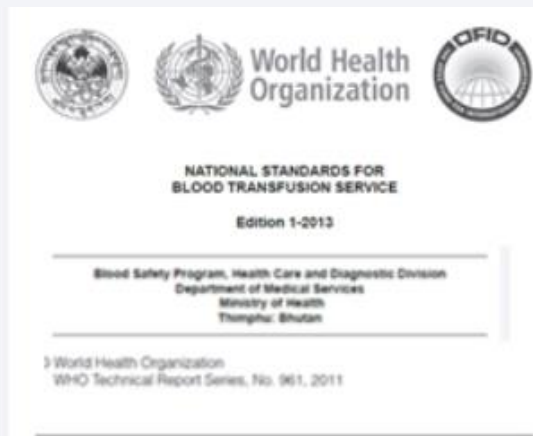 World Health
Organization
OFID
NATIONAL STANDARDS FOR
BLOOD TRANSFUSION SERVICE
Edition 1-2013
Blood Safety Program, Health Care and Diagnostic Division
Department of Medical Services
Ministry of Health
Thimphu: Bhutan
World Health Organization
WHO Technical Report Series, No. 961, 2011